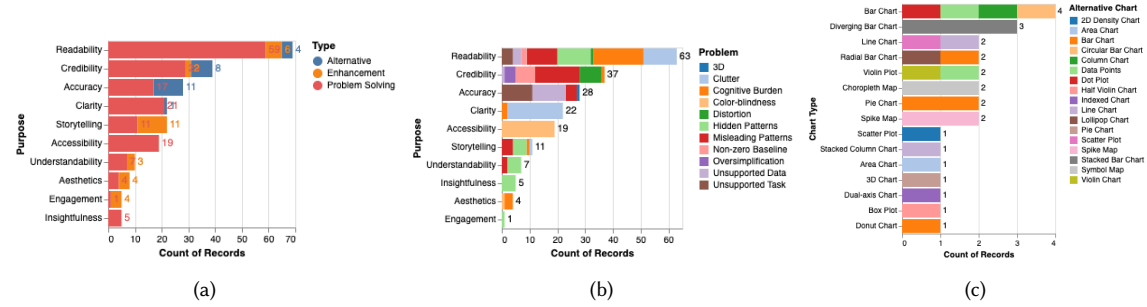 Purpose
Readability
Credibility
Accuracy
Clarity
Storytelling
Accessibility
Understandability
Aesthetics
Engagement
Insightfulness
59 6 4
8
11
21
11 11
19
7 3
4 4
1 4
5
0 10 20 30 40 50 60 70
Count of Records
Type
Alternative
Enhancement
Problem Solving
(a)
Purpose
Readability 63
Credibility 37
Accuracy 28
Clarity 22
Accessibility 19
Storytelling 11
Understandability 7
Insightfulness 5
Aesthetics 4
Engagement 1
0 10 20 30 40 50 60
Count of Records
Problem
3D
Clutter
Cognitive Burden
Color-blindness
Distortion
Hidden Patterns
Misleading Patterns
Non-zero Baseline
Oversimplification
Unsupported Data
Unsupported Task
(b)
Chart Type
Bar Chart 4
Diverging Bar Chart 3
Line Chart 2
Radial Bar Chart 2
Violin Plot 2
Choropleth Map 2
Pie Chart 2
Spike Map 2
Scatter Plot 1
Stacked Column Chart 1
Area Chart 1
3D Chart 1
Dual-axis Chart 1
Box Plot 1
Donut Chart 1
0 1 2 3 4
Count of Records
Alternative Chart
2D Density Chart
Area Chart
Bar Chart
Circular Bar Chart
Column Chart
Data Points
Dot Plot
Half Violin Chart
Indexed Chart
Line Chart
Lollipop Chart
Pie Chart
Scatter Plot
Spike Map
Stacked Bar Chart
Symbol Map
Violin Chart
(c)